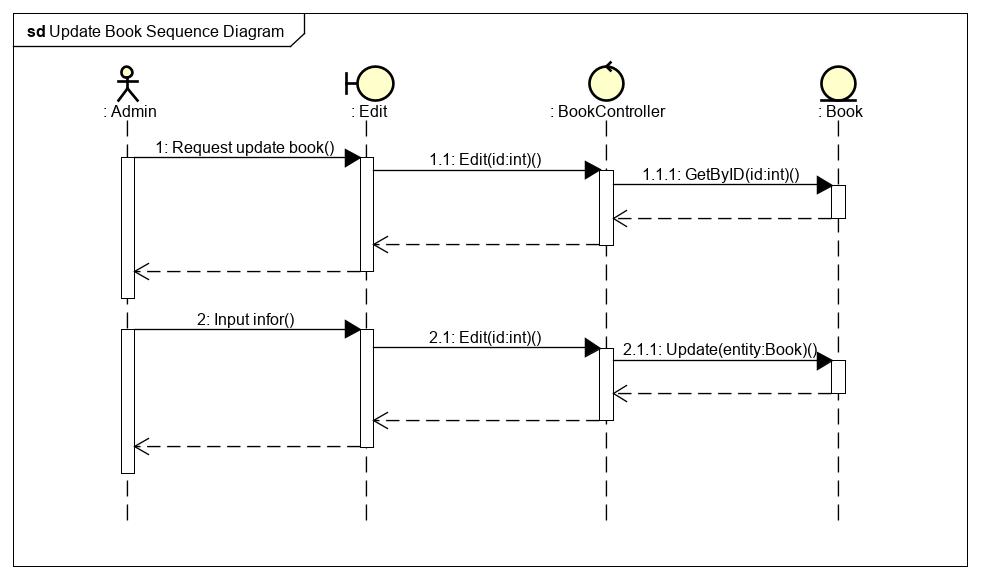 sd Update Book Sequence Diagram
: Admin
: Edit
: BookController
: Book
1: Request update book()
1.1: Edit(id:int)()
1.1.1: GetByID(id:int)()
2: Input infor()
2.1: Edit(id:int)()
2.1.1: Update(entity:Book)()